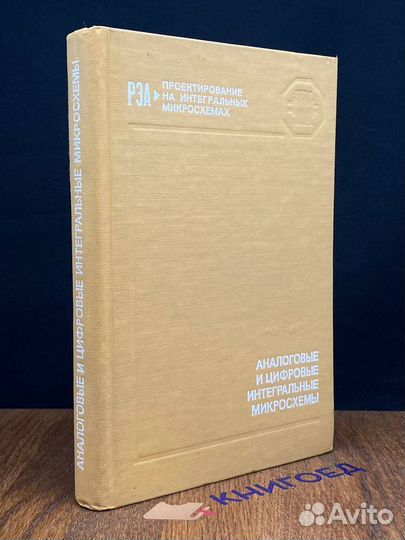 АНАЛОГОВЫЕ И ЦИФРОВЫЕ ИНТЕГРАЛЬНЫЕ МИКРОСХЕМЫ
РЭА
ПРОЕКТИРОВАНИЕ
НА ИНТЕГРАЛЬНЫХ
МИКРОСХЕМАХ
АНАЛОГОВЫЕ
И ЦИФРОВЫЕ
ИНТЕГРАЛЬНЫЕ
МИКРОСХЕМЫ
КНИГОЕД
Avito